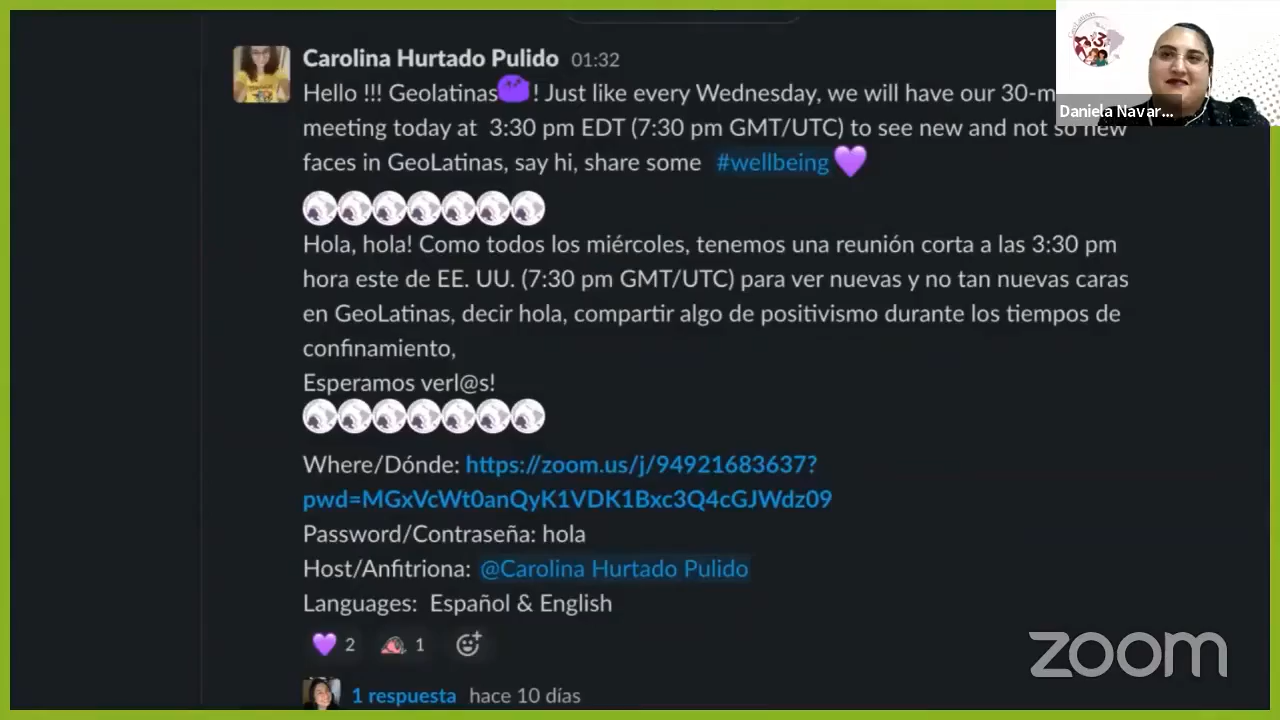 Carolina Hurtado Pulido 01:32
Hello !!! Geolatinas ! Just like every Wednesday, we will have our 30-m
meeting today at 3:30 pm EDT (7:30 pm GMT/UTC) to see new and not so new
faces in GeoLatinas, say hi, share some #wellbeing
Hola, hola! Como todos los miércoles, tenemos una reunión corta a las 3:30 pm
hora este de EE. UU. (7:30 pm GMT/UTC) para ver nuevas y no tan nuevas caras
en GeoLatinas, decir hola, compartir algo de positivismo durante los tiempos de
confinamiento,
Esperamos verl@s!
Where/Dónde: https://zoom.us/j/94921683637?
pwd=MGxVcWt0anQyK1VDK1Bxc3Q4cGJWdz09
Password/Contraseña: hola
Host/Anfitriona: @Carolina Hurtado Pulido
Languages: Español & English
2 1
1 respuesta hace 10 días
GeoLatinas
Daniela Navar...
zoom